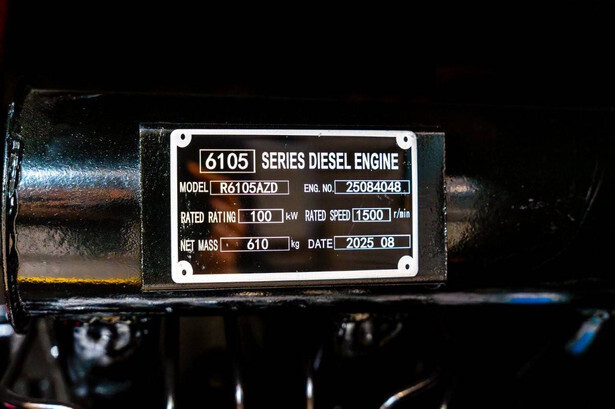 6105 SERIES DIESEL ENGINE
MODEL R6105AZD ENG. NO. 25084048
RATED RATING 100 kW RATED SPEED 1500 r/min
NET MASS 610 kg DATE 2025 08